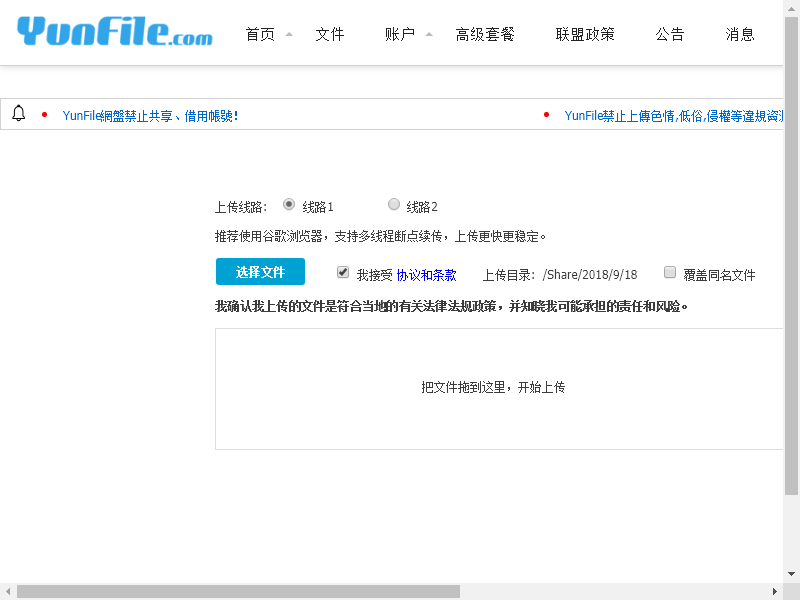 YunFile.com 首页 文件 账户 高级套餐 联盟政策 公告 消息
YunFile網盤禁止共享、借用帳號! YunFile禁止上傳色情,低俗,侵權等違規資
上传线路: 线路1 线路2
推荐使用谷歌浏览器，支持多线程断点续传，上传更快更稳定。
选择文件 我接受 协议和条款 上传目录: /Share/2018/9/18 覆盖同名文件
我确认我上传的文件是符合当地的有关法律法规政策，并知晓我可能承担的责任和风险。
把文件拖到这里，开始上传